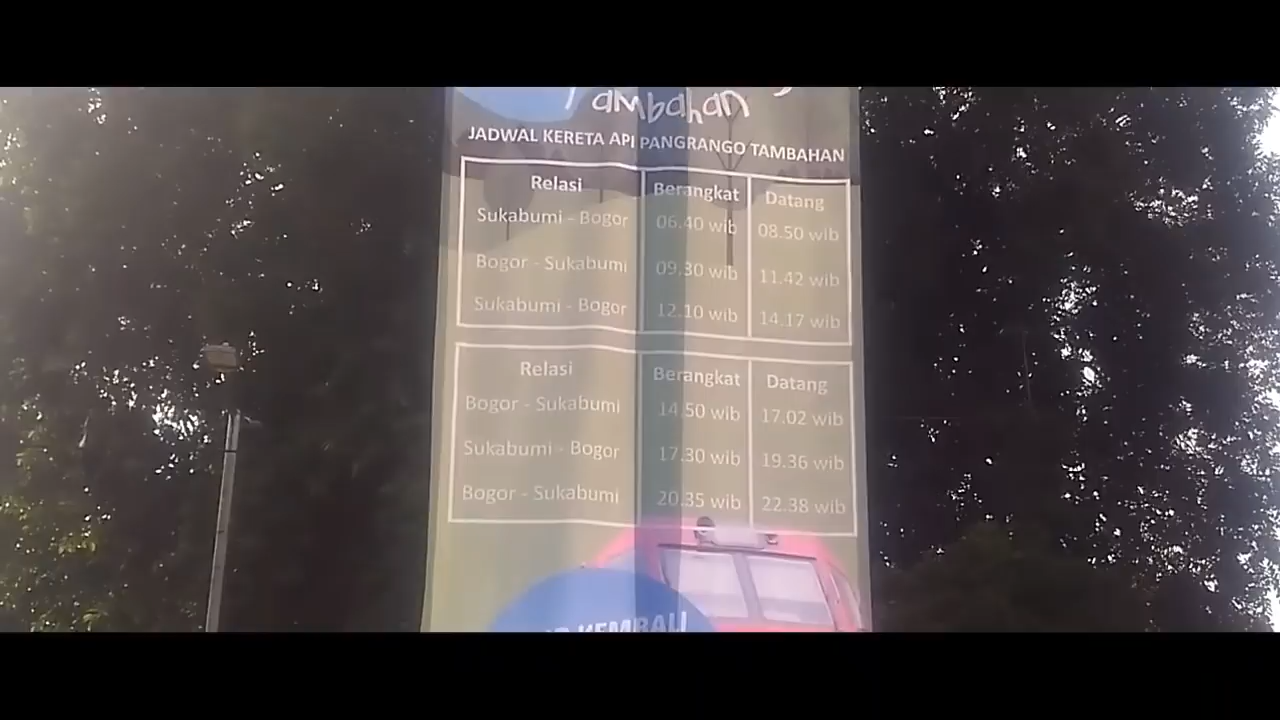 Tambahan
JADWAL KERETA API PANGRANGO TAMBAHAN
Relasi Berangkat Datang
Sukabumi - Bogor 06.40 wib 08.50 wib
Bogor - Sukabumi 09.30 wib 11.42 wib
Sukabumi - Bogor 12.10 wib 14.17 wib
Relasi Berangkat Datang
Bogor - Sukabumi 14.50 wib 17.02 wib
Sukabumi - Bogor 17.30 wib 19.36 wib
Bogor - Sukabumi 20.35 wib 22.38 wib
KEMBALI